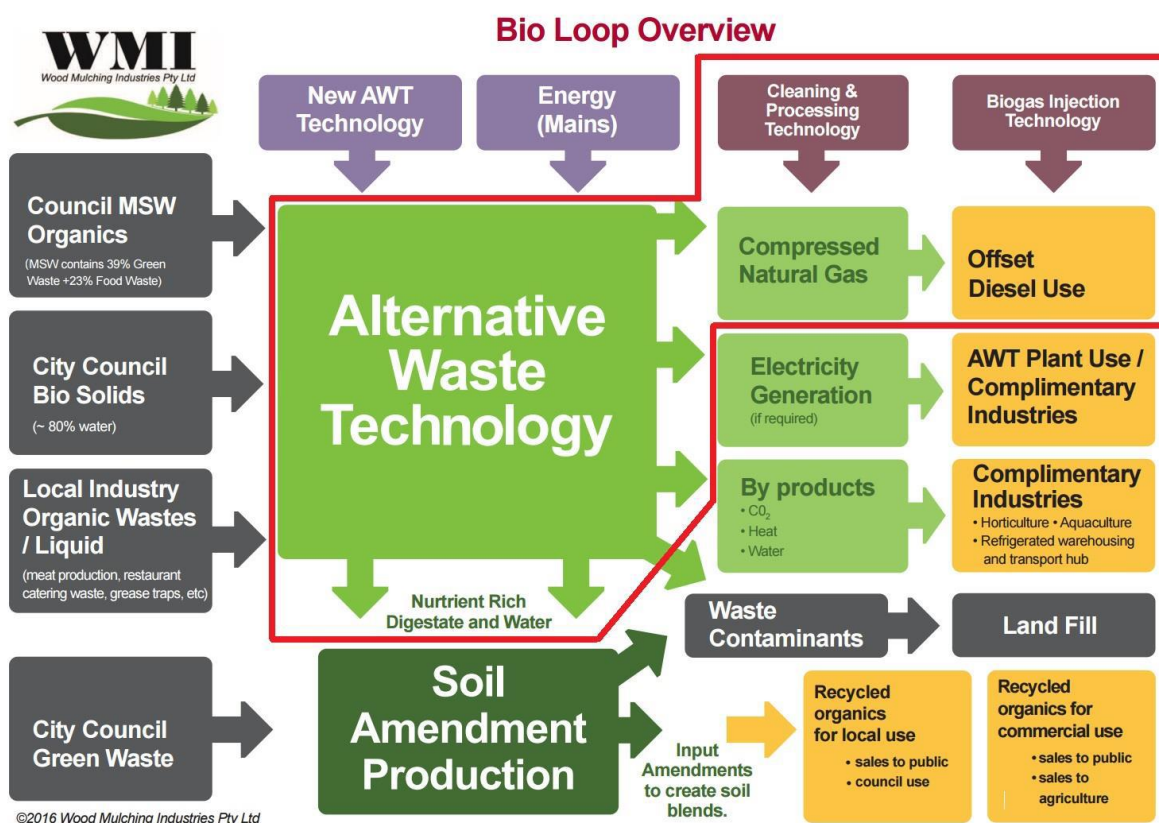 Bio Loop Overview
WMI
Wood Mulching Industries Pty Ltd
New AWT
Technology
Energy
(Mains)
Cleaning &
Processing
Technology
Biogas Injection
Technology
Council MSW
Organics
(MSW contains 39% Green
Waste +23% Food Waste)
Alternative
Waste
Technology
Compressed
Natural Gas
Offset
Diesel Use
City Council
Bio Solids
(~ 80% water)
Electricity
Generation
(if required)
AWT Plant Use /
Complimentary
Industries
Local Industry
Organic Wastes
/ Liquid
(meat production, restaurant
catering waste, grease traps, etc)
By products
• C0₂
• Heat
• Water
Complimentary
Industries
• Horticulture • Aquaculture
• Refrigerated warehousing
and transport hub
Nurtrient Rich
Digestate and Water
Waste
Contaminants
Land Fill
City Council
Green Waste
Soil
Amendment
Production
Input
Amendments
to create soil
blends.
Recycled
organics
for local use
• sales to public
• council use
Recycled
organics for
commercial use
• sales to public
• sales to
agriculture
©2016 Wood Mulching Industries Pty Ltd